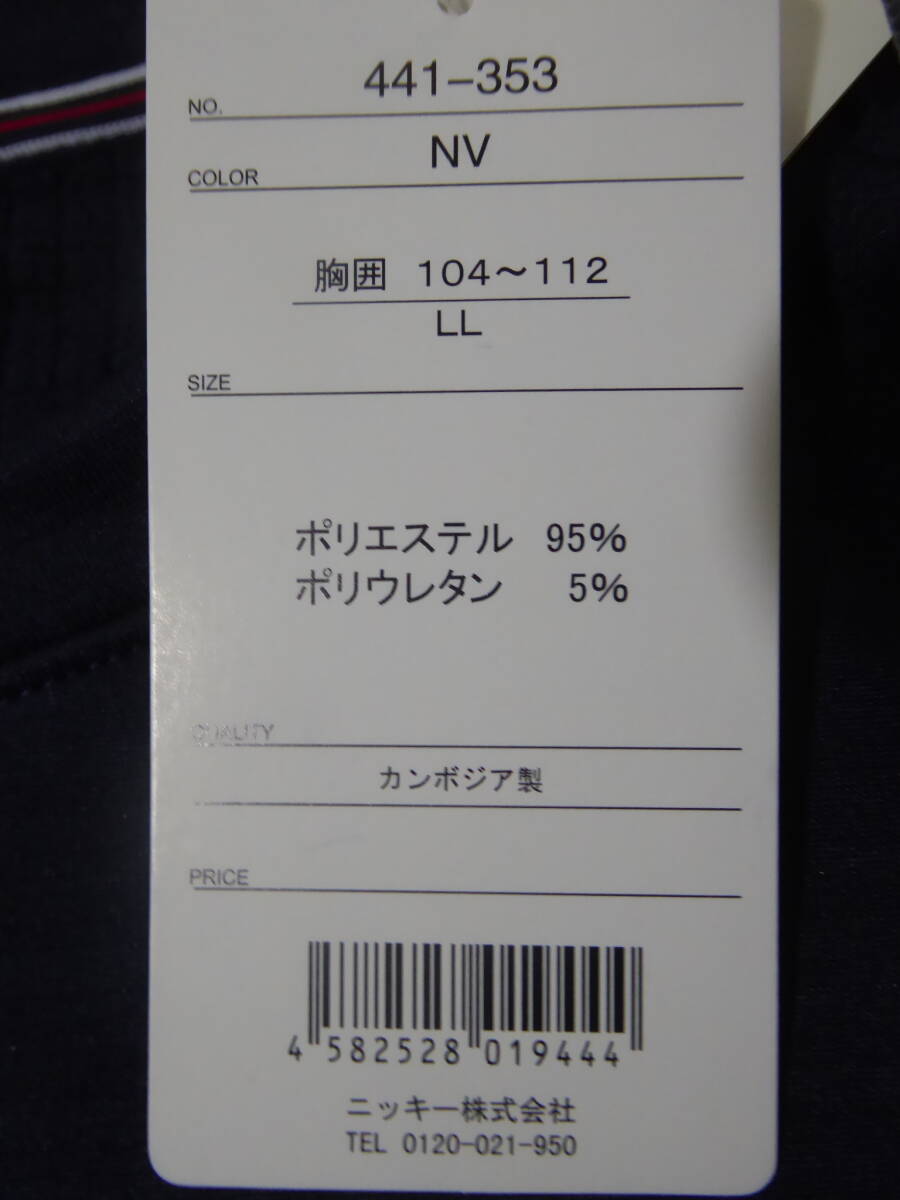 441-353
NO.
NV
COLOR
胸囲 104～112
LL
SIZE
ポリエステル 95%
ポリウレタン 5%
QUALITY
カンボジア製
PRICE
4 582528 019444
ニッキー株式会社
TEL 0120-021-950